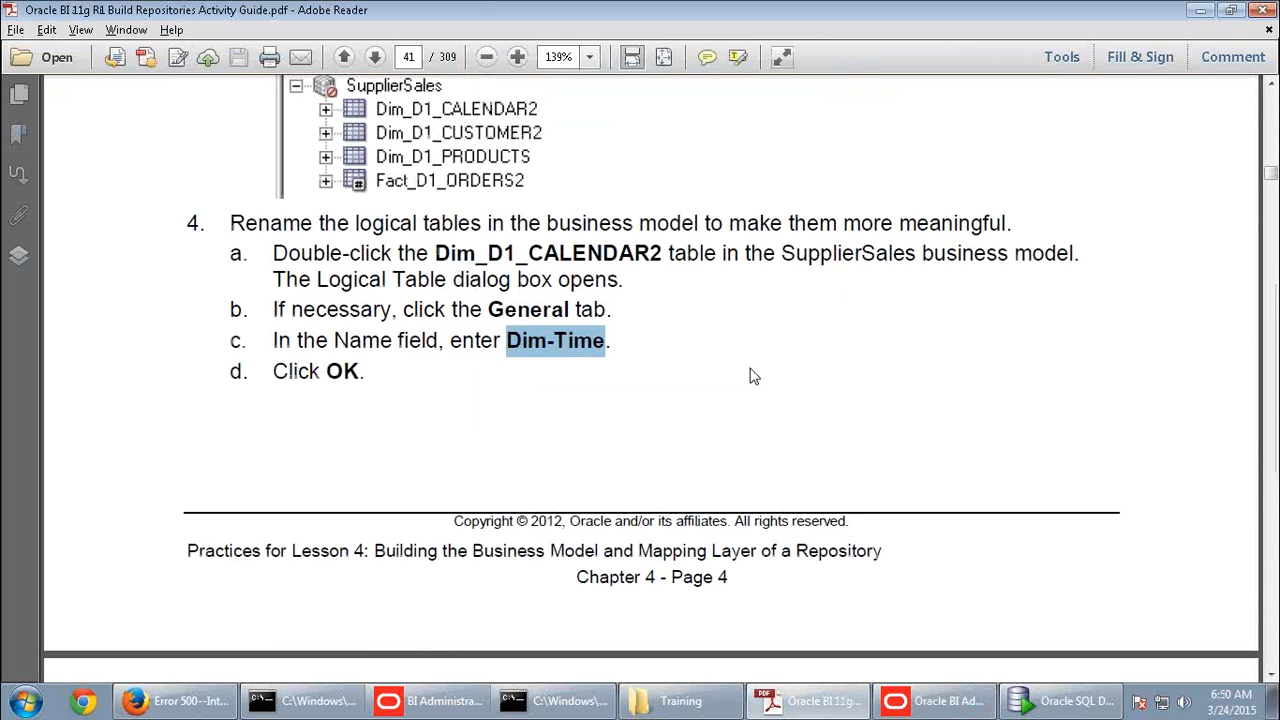 Oracle BI 11g R1 Build Repositories Activity Guide.pdf - Adobe Reader
File Edit View Window Help
Open 41 / 309 139% Tools Fill & Sign Comment
SupplierSales
Dim_D1_CALENDAR2
Dim_D1_CUSTOMER2
Dim_D1_PRODUCTS
Fact_D1_ORDERS2
4. Rename the logical tables in the business model to make them more meaningful.
a. Double-click the Dim_D1_CALENDAR2 table in the SupplierSales business model.
The Logical Table dialog box opens.
b. If necessary, click the General tab.
c. In the Name field, enter Dim-Time.
d. Click OK.
Copyright © 2012, Oracle and/or its affiliates. All rights reserved.
Practices for Lesson 4: Building the Business Model and Mapping Layer of a Repository
Chapter 4 - Page 4
Error 500--Int... C:\Windows\... BI Administra... C:\Windows\... Training Oracle BI 11g... Oracle BI Ad... Oracle SQL D... 6:50 AM
3/24/2015